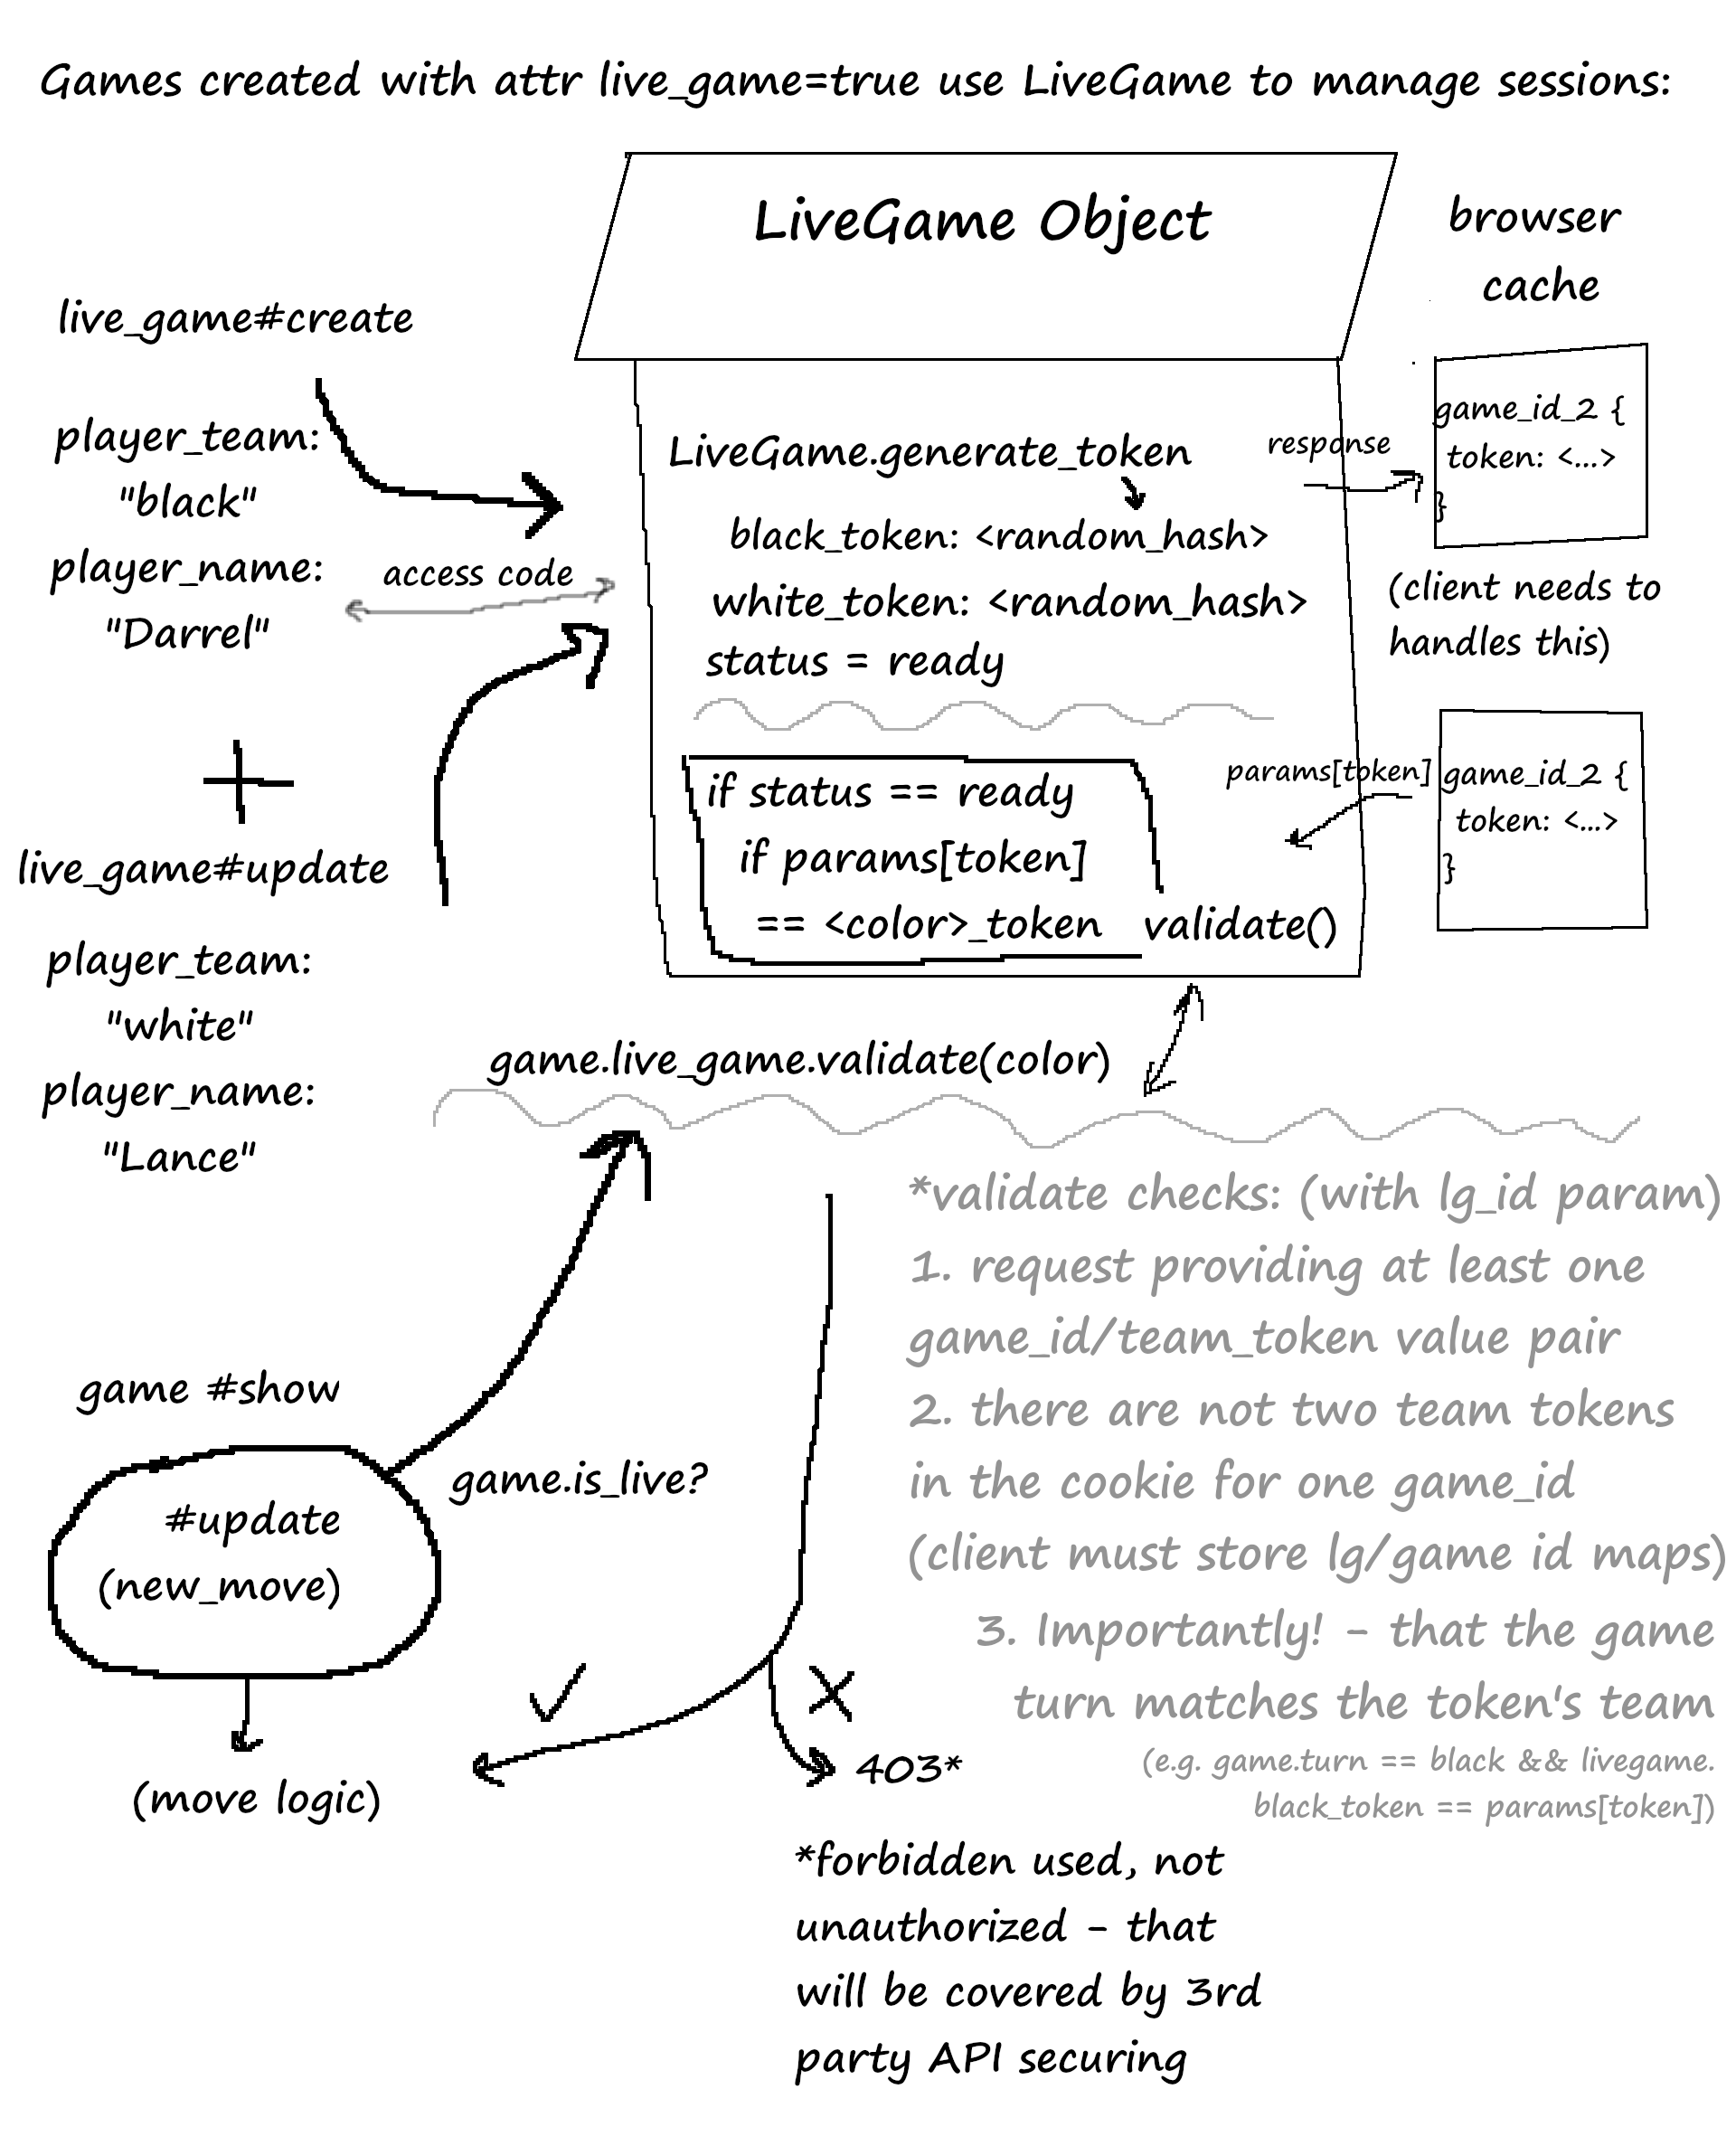 Games created with attr live_game=true use LiveGame to manage sessions:
LiveGame Object
browser
cache
live_game#create
player_team:
"black"
player_name:
"Darrel"
access code
LiveGame.generate_token
black_token: <random_hash>
white_token: <random_hash>
status = ready
response
game_id_2 {
token: <...>
}
(client needs to
handles this)
+
live_game#update
player_team:
"white"
player_name:
"Lance"
if status == ready
if params[token]
== <color>_token
validate()
params[token]
game_id_2 {
token: <...>
}
game.live_game.validate(color)
*validate checks: (with lg_id param)
1. request providing at least one
game_id/team_token value pair
2. there are not two team tokens
in the cookie for one game_id
(client must store lg/game id maps)
3. Importantly! - that the game
turn matches the token's team
(e.g. game.turn == black && livegame.
black_token == params[token])
game #show
#update
(new_move)
game.is_live?
(move logic)
403*
*forbidden used, not
unauthorized - that
will be covered by 3rd
party API securing